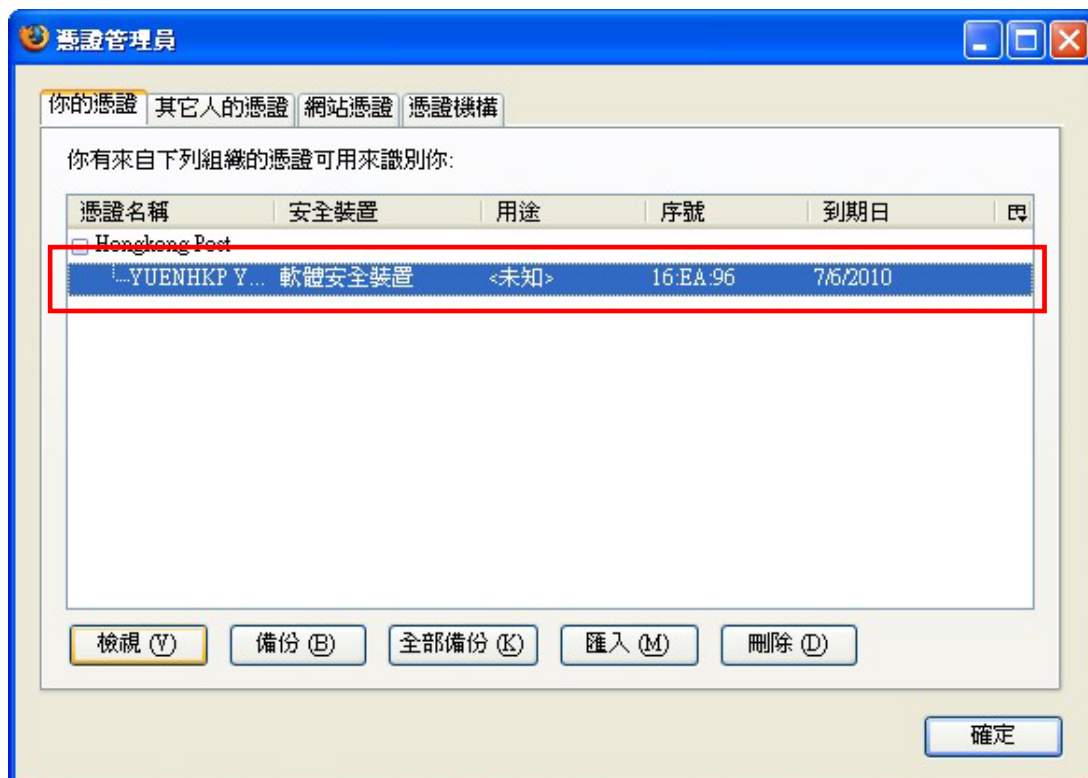 憑證管理員
你的憑證 其它人的憑證 網站憑證 憑證機構
你有來自下列組織的憑證可用來識別你:
憑證名稱 安全裝置 用途 序號 到期日
Hongkong Post
YUENHKP Y... 軟體安全裝置 <未知> 16:EA:96 7/6/2010
檢視 (V) 備份 (B) 全部備份 (K) 匯入 (M) 刪除 (D)
確定